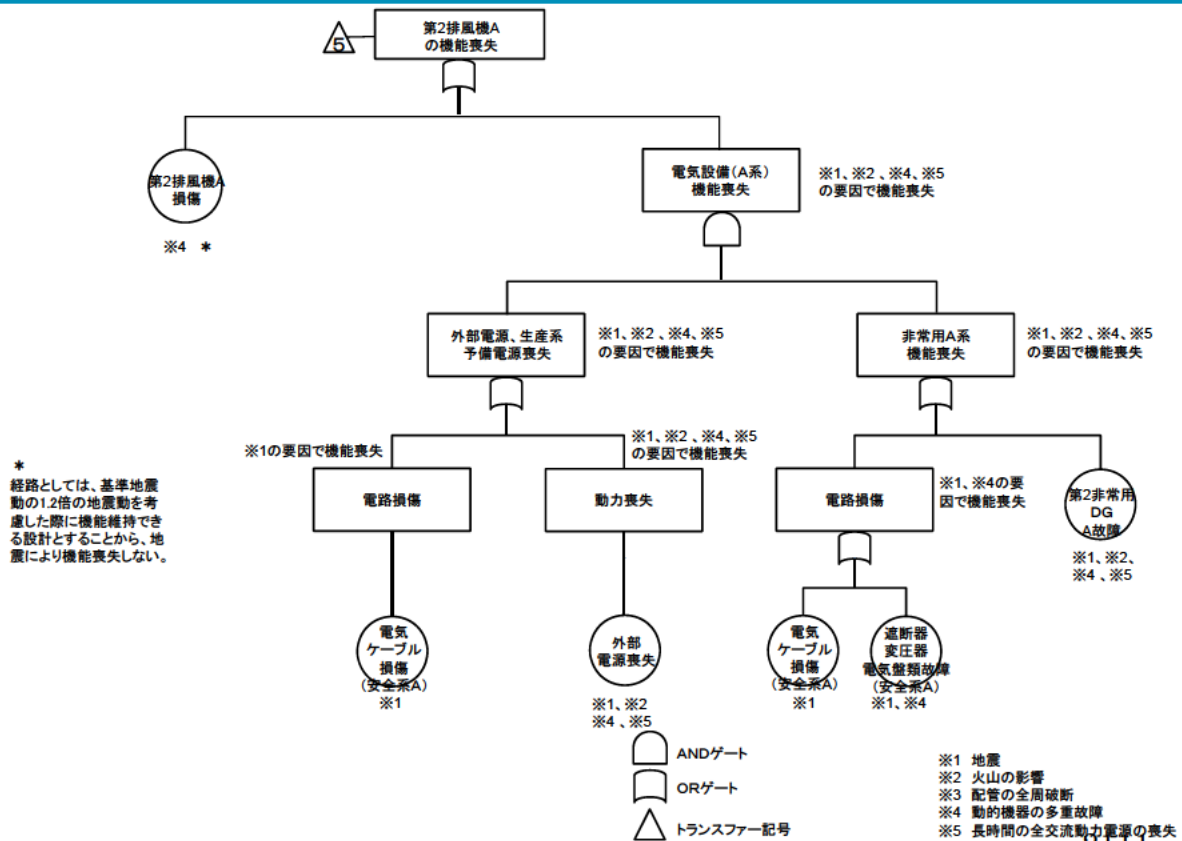 5
第2排風機A
の機能喪失
第2排風機A
損傷
※4 *
電気設備(A系)
機能喪失
※1、※2、※4、※5
の要因で機能喪失
外部電源、生産系
予備電源喪失
※1、※2、※4、※5
の要因で機能喪失
非常用A系
機能喪失
※1、※2、※4、※5
の要因で機能喪失
※1の要因で機能喪失
電路損傷
※1、※2、※4、※5
の要因で機能喪失
動力喪失
電路損傷
※1、※4の要
因で機能喪失
第2非常用
DG
A故障
※1、※2、
※4、※5
*
経路としては、基準地震
動の1.2倍の地震動を考
慮した際に機能維持でき
る設計とすることから、地
震により機能喪失しない。
電気
ケーブル
損傷
(安全系A)
※1
外部
電源喪失
※1、※2
※4、※5
電気
ケーブル
損傷
(安全系A)
※1
遮断器
変圧器
電気盤類故障
(安全系A)
※1、※4
ANDゲート
ORゲート
トランスファー記号
※1 地震
※2 火山の影響
※3 配管の全周破断
※4 動的機器の多重故障
※5 長時間の全交流動力電源の喪失